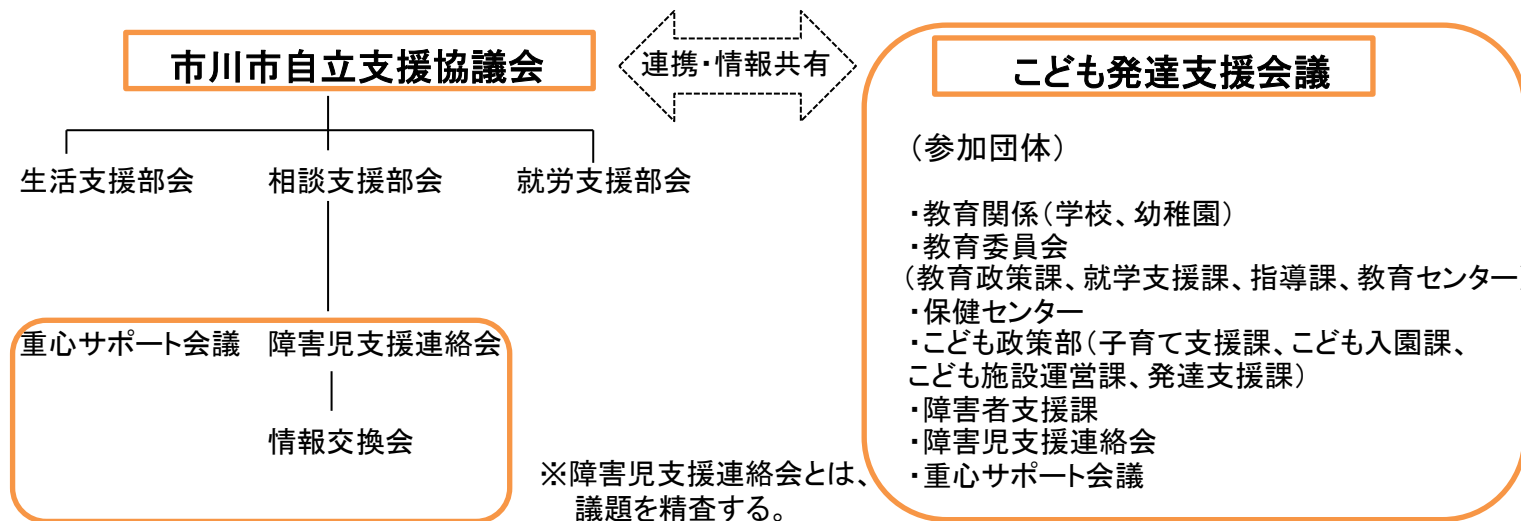 市川市自立支援協議会
連携・情報共有
こども発達支援会議
生活支援部会 相談支援部会 就労支援部会
重心サポート会議 障害児支援連絡会
情報交換会
※障害児支援連絡会とは、
議題を精査する。
（参加団体）
・教育関係（学校、幼稚園）
・教育委員会
（教育政策課、就学支援課、指導課、教育センター）
・保健センター
・こども政策部（子育て支援課、こども入園課、
こども施設運営課、発達支援課）
・障害者支援課
・障害児支援連絡会
・重心サポート会議